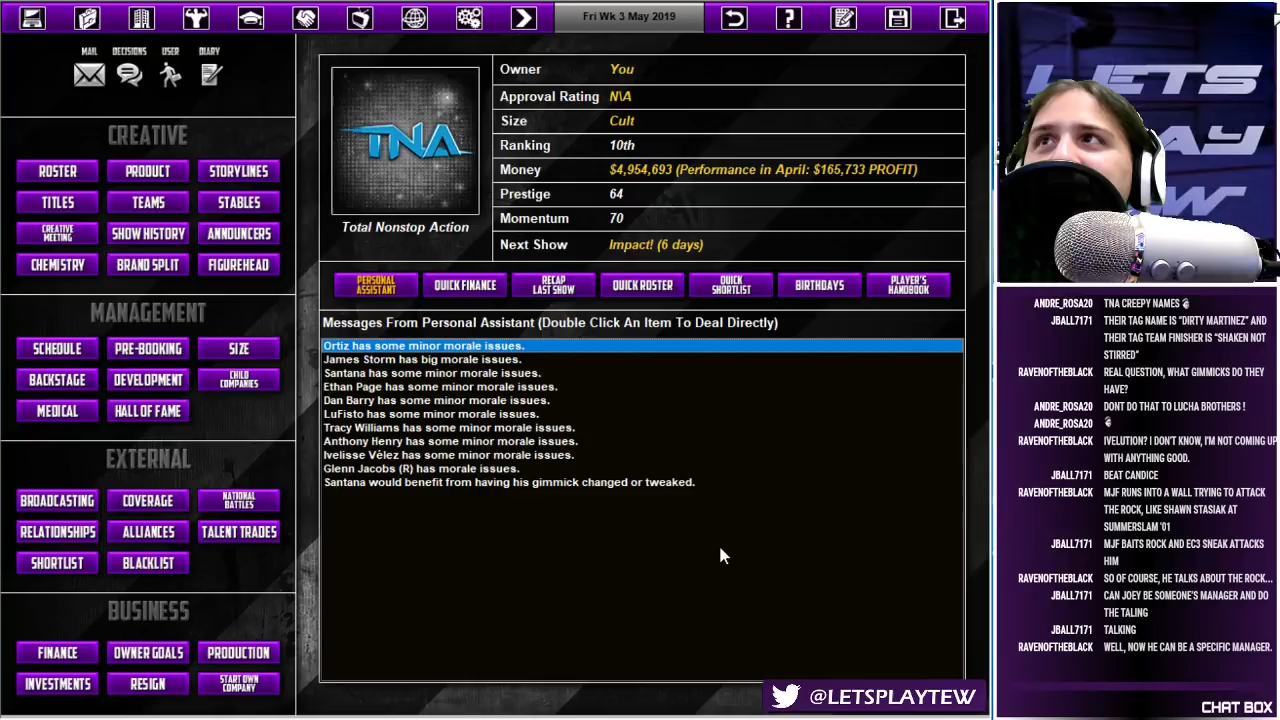 Fri Wk 3 May 2019
MAIL DECISIONS USER DIARY
CREATIVE
ROSTER PRODUCT STORYLINES
TITLES TEAMS STABLES
CREATIVE MEETING SHOW HISTORY ANNOUNCERS
CHEMISTRY BRAND SPLIT FIGUREHEAD
MANAGEMENT
SCHEDULE PRE-BOOKING SIZE
BACKSTAGE DEVELOPMENT CHILD COMPANIES
MEDICAL HALL OF FAME
EXTERNAL
BROADCASTING COVERAGE NATIONAL BATTLES
RELATIONSHIPS ALLIANCES TALENT TRADES
SHORTLIST BLACKLIST
BUSINESS
FINANCE OWNER GOALS PRODUCTION
INVESTMENTS RESIGN START OWN COMPANY
TNA
Total Nonstop Action
Owner You
Approval Rating N\A
Size Cult
Ranking 10th
Money $4,954,693 (Performance in April: $165,733 PROFIT)
Prestige 64
Momentum 70
Next Show Impact! (6 days)
PERSONAL ASSISTANT QUICK FINANCE RECAP LAST SHOW QUICK ROSTER QUICK SHORTLIST BIRTHDAYS PLAYER'S HANDBOOK
Messages From Personal Assistant (Double Click An Item To Deal Directly)
Ortiz has some minor morale issues.
James Storm has big morale issues.
Santana has some minor morale issues.
Ethan Page has some minor morale issues.
Dan Barry has some minor morale issues.
LuFisto has some minor morale issues.
Tracy Williams has some minor morale issues.
Anthony Henry has some minor morale issues.
Ivelisse Vélez has some minor morale issues.
Glenn Jacobs (R) has morale issues.
Santana would benefit from having his gimmick changed or tweaked.
@LETSPLAYTEW
LETS
ANDRE_ROSA20 TNA CREEPY NAMES
JBALL7171 THEIR TAG NAME IS "DIRTY MARTINEZ" AND
THEIR TAG TEAM FINISHER IS "SHAKEN NOT
STIRRED"
RAVENOFTHEBLACK REAL QUESTION, WHAT GIMMICKS DO THEY
HAVE?
ANDRE_ROSA20 DONT DO THAT TO LUCHA BROTHERS !
ANDRE_ROSA20
RAVENOFTHEBLACK IVELUTION? I DON'T KNOW, I'M NOT COMING UP
WITH ANYTHING GOOD.
JBALL7171 BEAT CANDICE
RAVENOFTHEBLACK MJF RUNS INTO A WALL TRYING TO ATTACK
THE ROCK, LIKE SHAWN STASIAK AT
SUMMERSLAM '01
JBALL7171 MJF BAITS ROCK AND EC3 SNEAK ATTACKS
HIM
RAVENOFTHEBLACK SO OF COURSE, HE TALKS ABOUT THE ROCK...
JBALL7171 CAN JOEY BE SOMEONE'S MANAGER AND DO
THE TALING
JBALL7171 TALKING
RAVENOFTHEBLACK WELL, NOW HE CAN BE A SPECIFIC MANAGER.
CHAT BOX